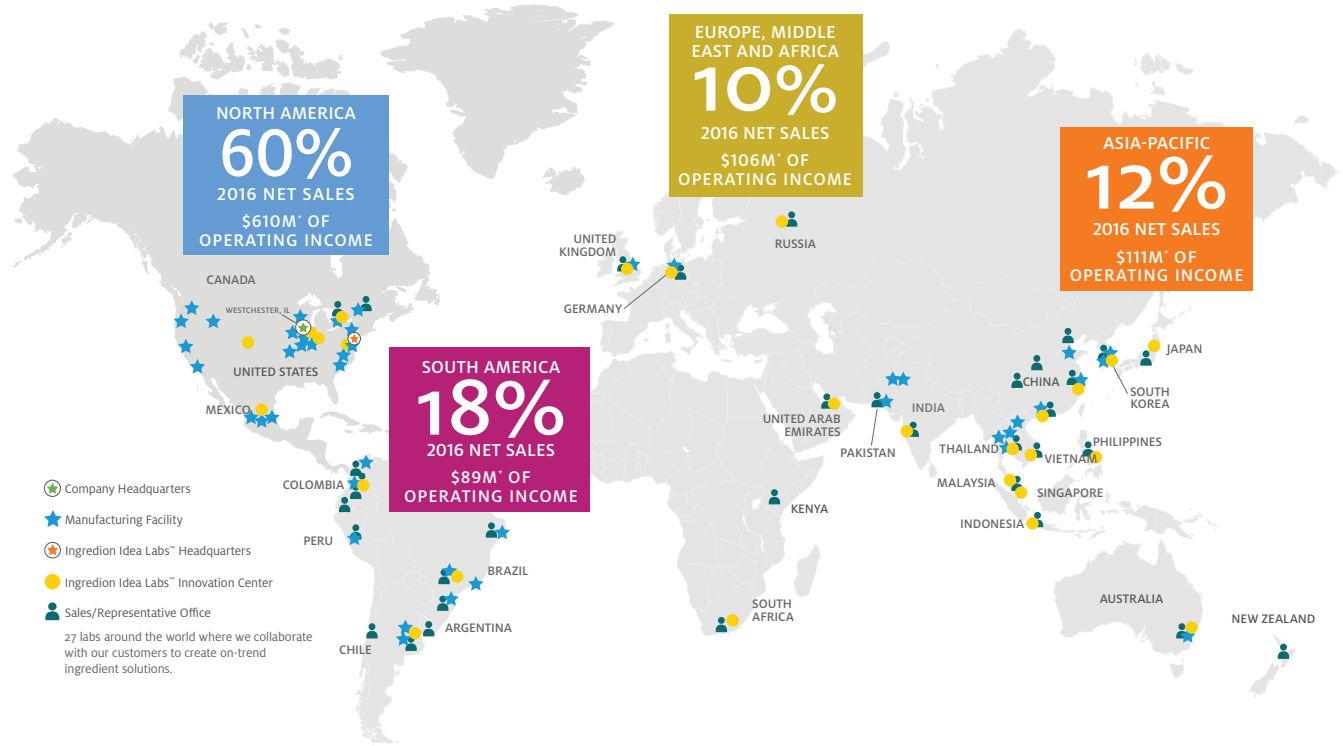 EUROPE, MIDDLE
EAST AND AFRICA
10%
2016 NET SALES
$106M* OF
OPERATING INCOME
NORTH AMERICA
60%
2016 NET SALES
$610M* OF
OPERATING INCOME
ASIA-PACIFIC
12%
2016 NET SALES
$111M* OF
OPERATING INCOME
SOUTH AMERICA
18%
2016 NET SALES
$89M* OF
OPERATING INCOME
CANADA
WESTCHESTER, IL
UNITED STATES
MEXICO
COLOMBIA
PERU
BRAZIL
ARGENTINA
CHILE
UNITED
KINGDOM
GERMANY
RUSSIA
UNITED ARAB
EMIRATES
PAKISTAN
INDIA
KENYA
SOUTH
AFRICA
CHINA
JAPAN
SOUTH
KOREA
THAILAND
VIETNAM
PHILIPPINES
MALAYSIA
SINGAPORE
INDONESIA
AUSTRALIA
NEW ZEALAND
Company Headquarters
Manufacturing Facility
Ingredion Idea Labs™ Headquarters
Ingredion Idea Labs™ Innovation Center
Sales/Representative Office
27 labs around the world where we collaborate
with our customers to create on-trend
ingredient solutions.